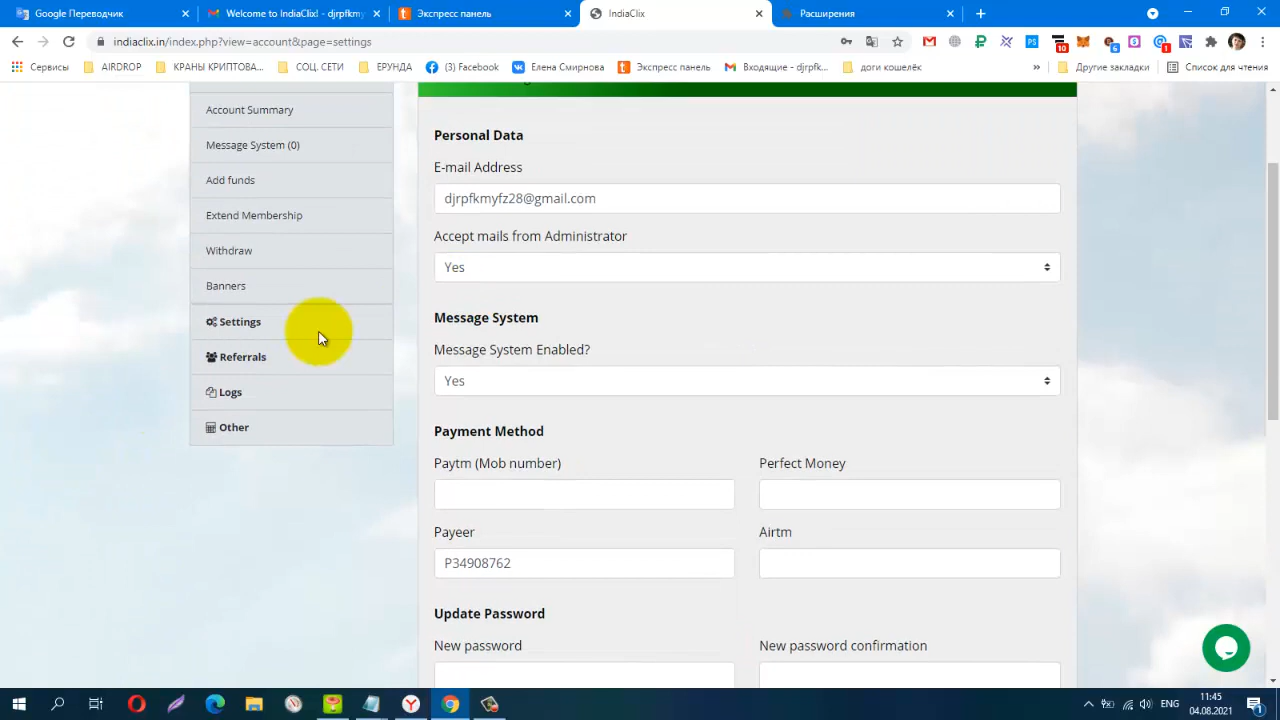 Google Переводчик
Welcome to IndiaClix! - djrpfkmy
Экспресс панель
IndiaClix
Расширения
indiaclix.in/index.php?view=account&page=settings
Сервисы
AIRDROP
КРАНЫ КРИПТОВА...
СОЦ. СЕТИ
ЕРУНДА
(3) Facebook
Елена Смирнова
Экспресс панель
Входящие - djrpfk...
доги кошелёк
»
Другие закладки
Список для чтения
Account Summary
Message System (0)
Add funds
Extend Membership
Withdraw
Banners
Settings
Referrals
Logs
Other
Personal Data
E-mail Address
djrpfkmyfz28@gmail.com
Accept mails from Administrator
Yes
Message System
Message System Enabled?
Yes
Payment Method
Paytm (Mob number)
Perfect Money
Payeer
Airtm
P34908762
Update Password
New password
New password confirmation
ENG
11:45
04.08.2021